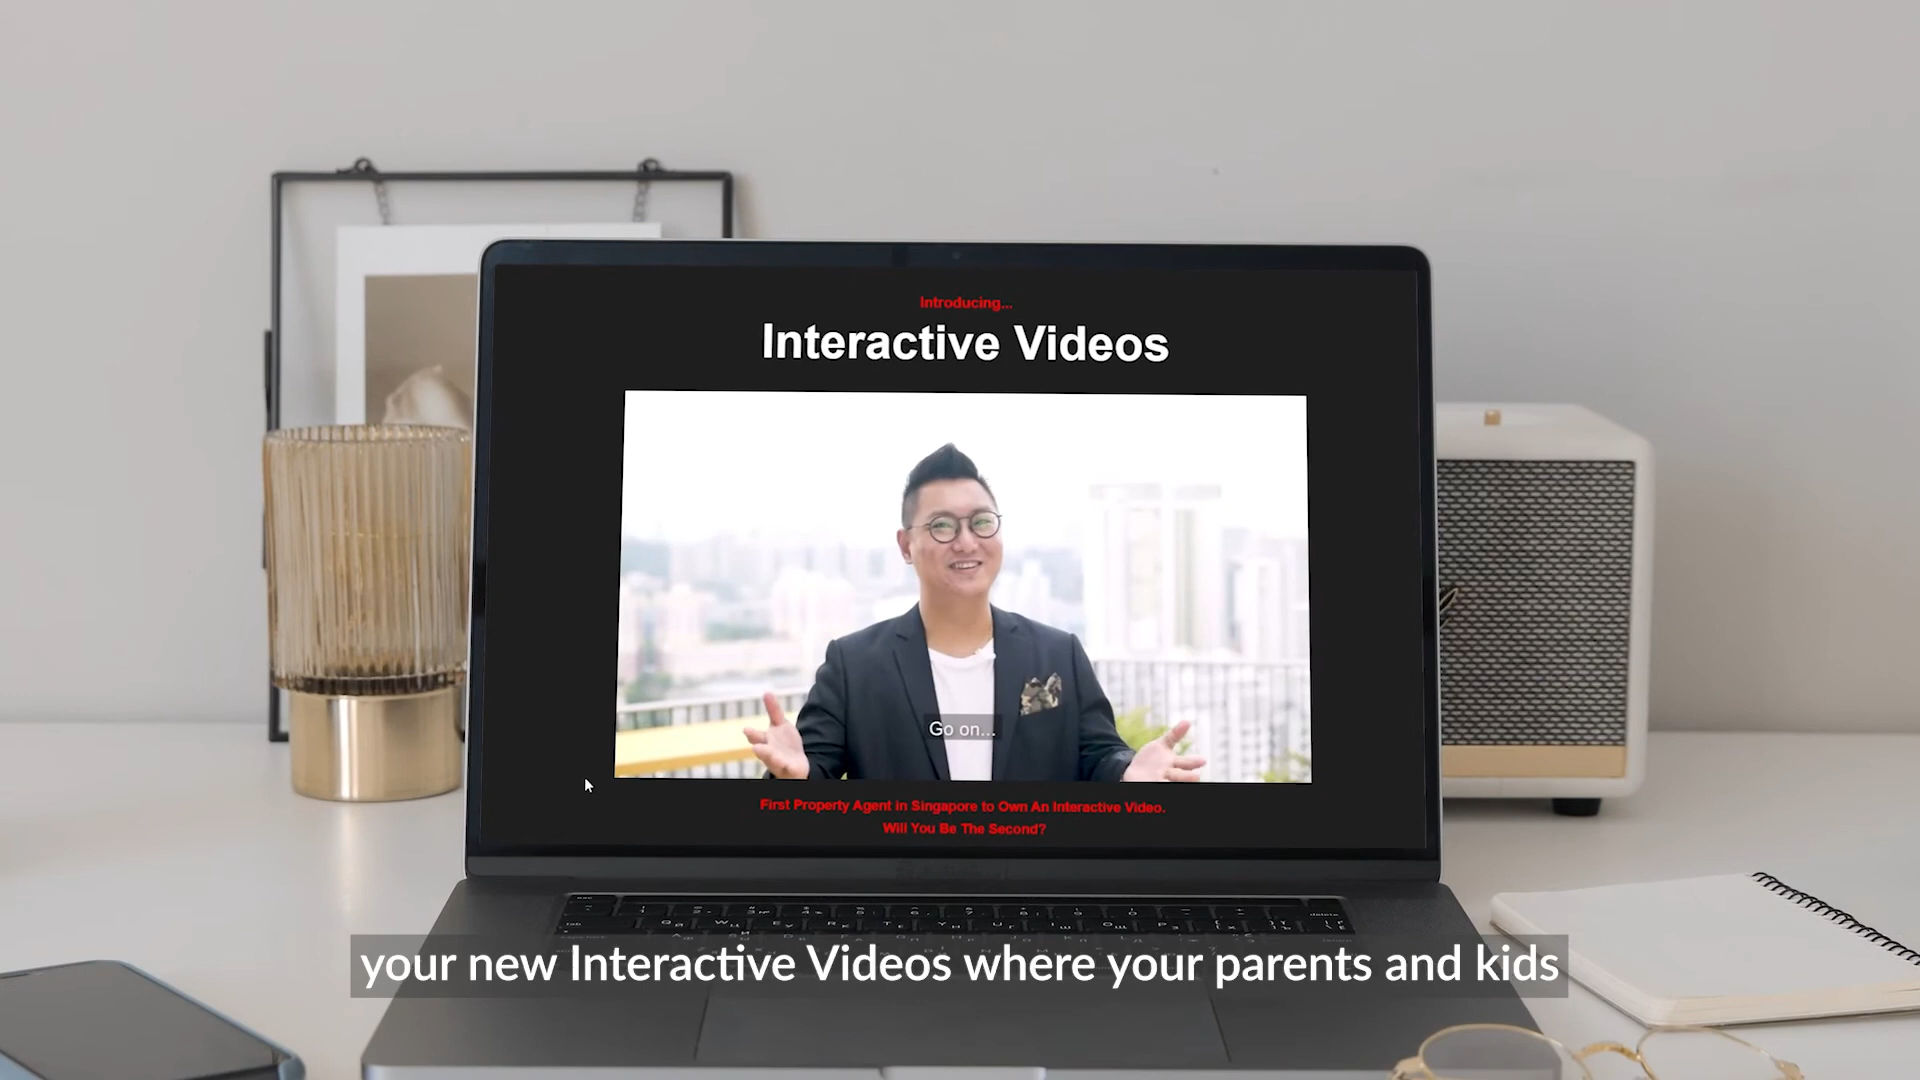 Introducing...
Interactive Videos
Go on...
First Property Agent in Singapore to Own An Interactive Video.
Will You Be The Second?
your new Interactive Videos where your parents and kids